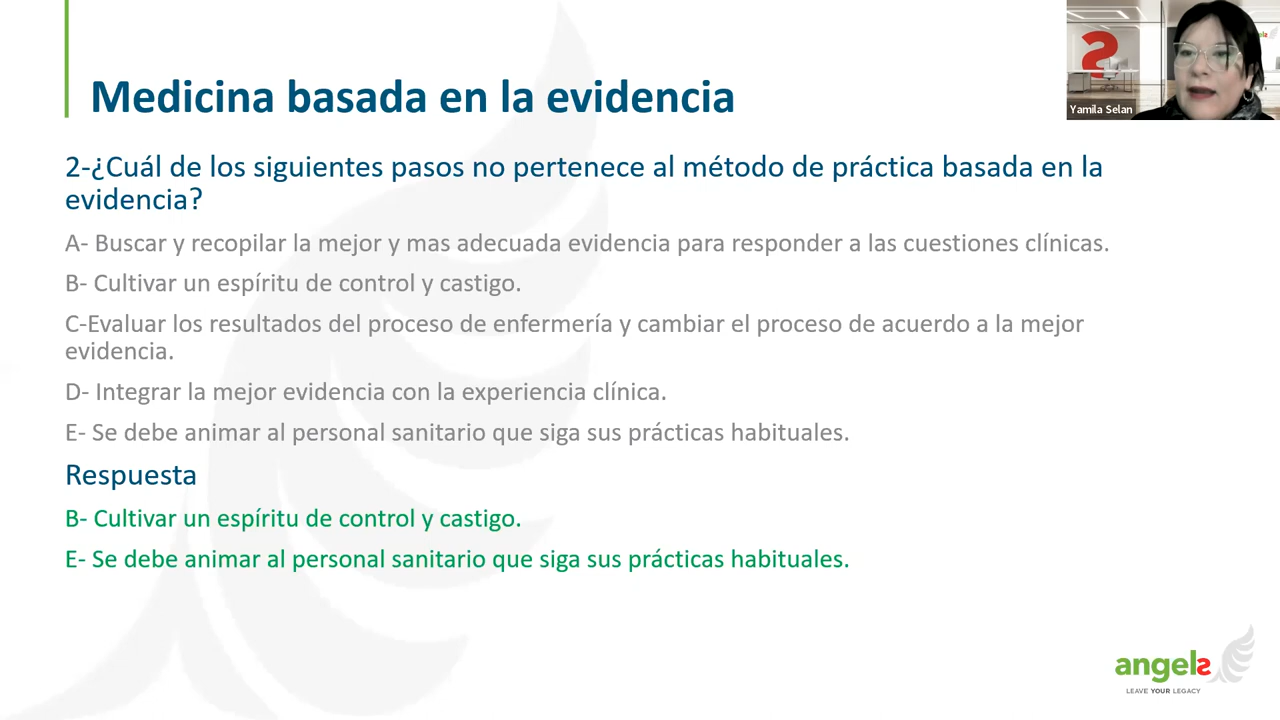 Medicina basada en la evidencia
2-¿Cuál de los siguientes pasos no pertenece al método de práctica basada en la
evidencia?
A- Buscar y recopilar la mejor y mas adecuada evidencia para responder a las cuestiones clínicas.
B- Cultivar un espíritu de control y castigo.
C-Evaluar los resultados del proceso de enfermería y cambiar el proceso de acuerdo a la mejor
evidencia.
D- Integrar la mejor evidencia con la experiencia clínica.
E- Se debe animar al personal sanitario que siga sus prácticas habituales.
Respuesta
B- Cultivar un espíritu de control y castigo.
E- Se debe animar al personal sanitario que siga sus prácticas habituales.
Yamila Selan
angels
LEAVE YOUR LEGACY